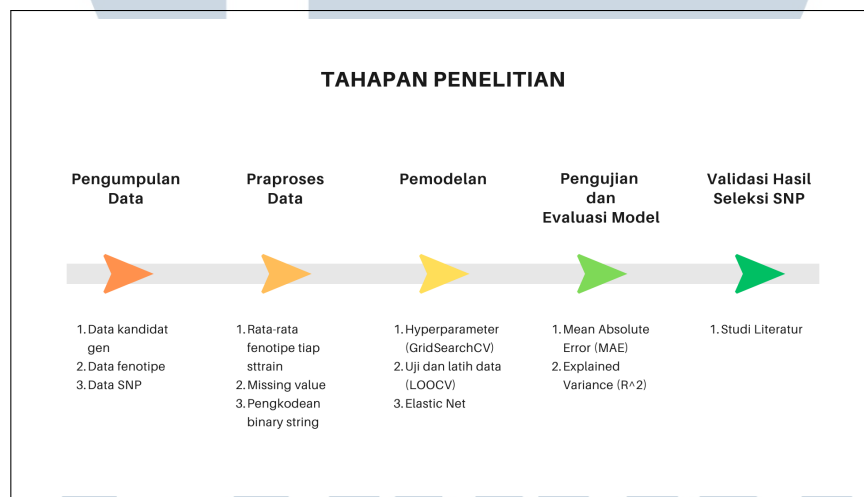 TAHAPAN PENELITIAN
Pengumpulan
Data
Praproses
Data
Pemodelan
Pengujian
dan
Evaluasi Model
Validasi Hasil
Seleksi SNP
1. Data kandidat
gen
2. Data fenotipe
3. Data SNP
1. Rata-rata
fenotipe tiap
sttrain
2. Missing value
3. Pengkodean
binary string
1. Hyperparameter
(GridSearchCV)
2. Uji dan latih data
(LOOCV)
3. Elastic Net
1. Mean Absolute
Error (MAE)
2. Explained
Variance (R^2)
1. Studi Literatur